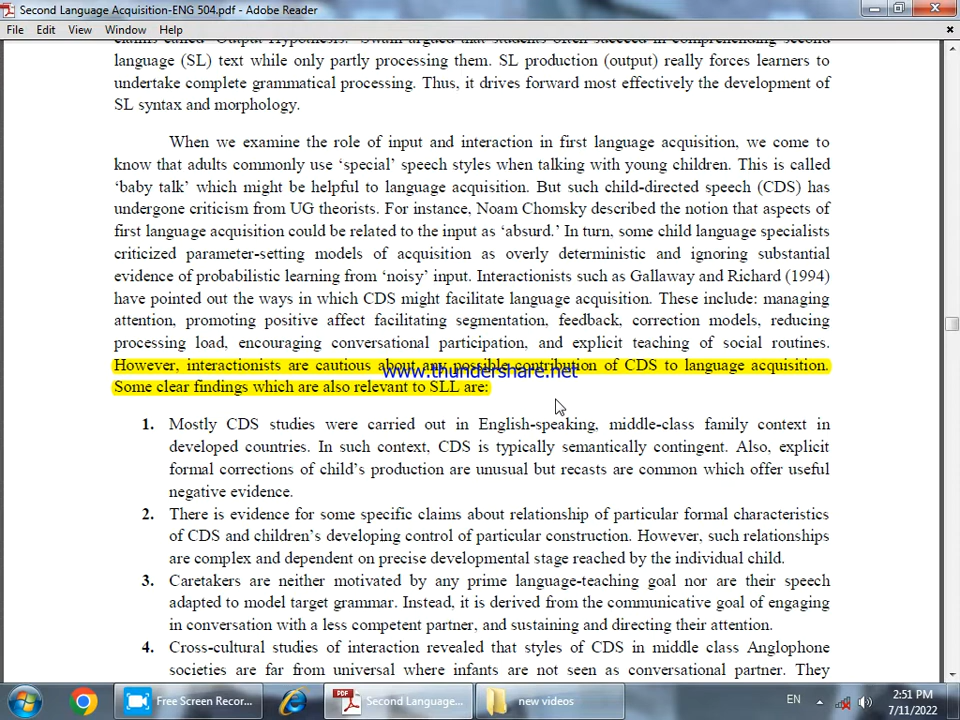 Second Language Acquisition-ENG 504.pdf - Adobe Reader
File Edit View Window Help
claims called 'Output Hypothesis.' Swain argued that students often succeed in comprehending second
language (SL) text while only partly processing them. SL production (output) really forces learners to
undertake complete grammatical processing. Thus, it drives forward most effectively the development of
SL syntax and morphology.
When we examine the role of input and interaction in first language acquisition, we come to
know that adults commonly use 'special' speech styles when talking with young children. This is called
'baby talk' which might be helpful to language acquisition. But such child-directed speech (CDS) has
undergone criticism from UG theorists. For instance, Noam Chomsky described the notion that aspects of
first language acquisition could be related to the input as 'absurd.' In turn, some child language specialists
criticized parameter-setting models of acquisition as overly deterministic and ignoring substantial
evidence of probabilistic learning from 'noisy' input. Interactionists such as Gallaway and Richard (1994)
have pointed out the ways in which CDS might facilitate language acquisition. These include: managing
attention, promoting positive affect facilitating segmentation, feedback, correction models, reducing
processing load, encouraging conversational participation, and explicit teaching of social routines.
However, interactionists are cautious about any possible contribution of CDS to language acquisition.
www.thundershare.net
Some clear findings which are also relevant to SLL are:
1. Mostly CDS studies were carried out in English-speaking, middle-class family context in
developed countries. In such context, CDS is typically semantically contingent. Also, explicit
formal corrections of child's production are unusual but recasts are common which offer useful
negative evidence.
2. There is evidence for some specific claims about relationship of particular formal characteristics
of CDS and children's developing control of particular construction. However, such relationships
are complex and dependent on precise developmental stage reached by the individual child.
3. Caretakers are neither motivated by any prime language-teaching goal nor are their speech
adapted to model target grammar. Instead, it is derived from the communicative goal of engaging
in conversation with a less competent partner, and sustaining and directing their attention.
4. Cross-cultural studies of interaction revealed that styles of CDS in middle class Anglophone
societies are far from universal where infants are not seen as conversational partner. They
Free Screen Recor... Second Language... new videos EN 2:51 PM
7/11/2022